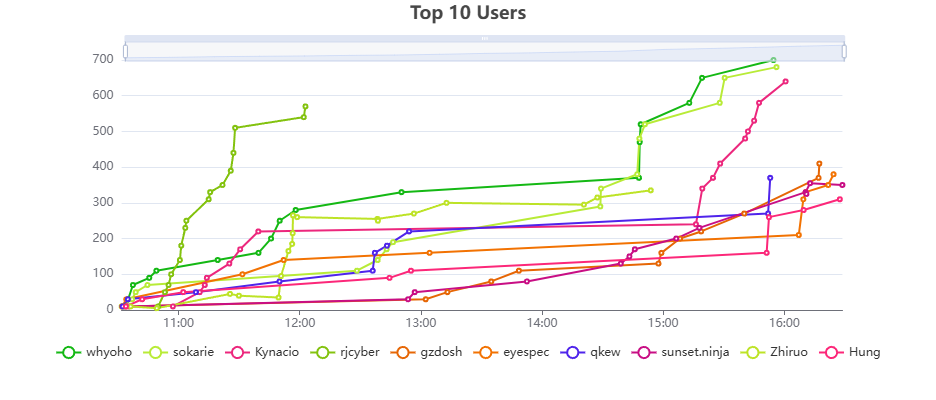 Top 10 Users
700
600
500
400
300
200
100
0
11:00 12:00 13:00 14:00 15:00 16:00
whyoho sokarie Kynacio rjcyber gzdosh eyespec qkew sunset.ninja Zhiruo Hung